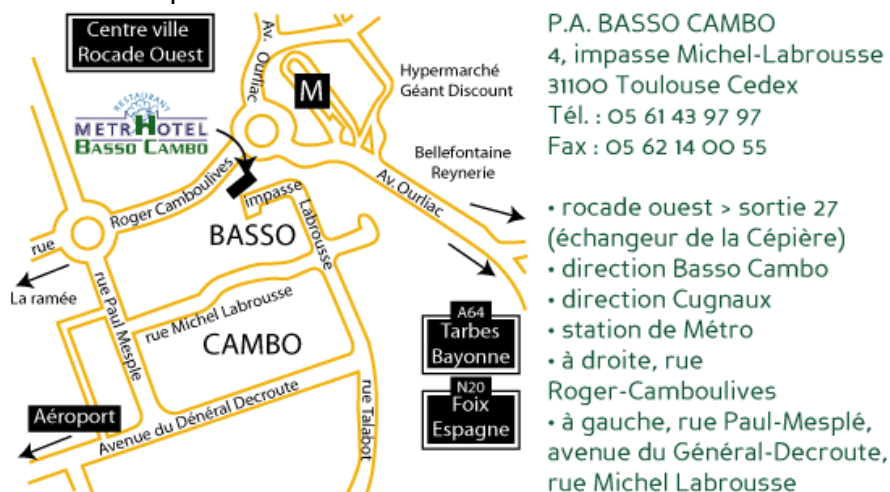 Centre ville
Rocade Ouest
Av. Ourliac
M
Hypermarché
Géant Discount
RESTAURANT
METRHOTEL
BASSO CAMBO
Bellefontaine
Reynerie
Roger Camboulives
impasse
Labrousse
Av. Ourliac
rue
BASSO
La ramée
rue Paul Mesple
rue Michel Labrousse
CAMBO
A64
Tarbes
Bayonne
N20
Foix
Espagne
Aéroport
Avenue du Dénéral Decroute
rue Talabot
P.A. BASSO CAMBO
4, impasse Michel-Labrousse
31100 Toulouse Cedex
Tél. : 05 61 43 97 97
Fax : 05 62 14 00 55
• rocade ouest > sortie 27
(échangeur de la Cépière)
• direction Basso Cambo
• direction Cugnaux
• station de Métro
• à droite, rue
Roger-Camboulives
• à gauche, rue Paul-Mesplé,
avenue du Général-Decroute,
rue Michel Labrousse